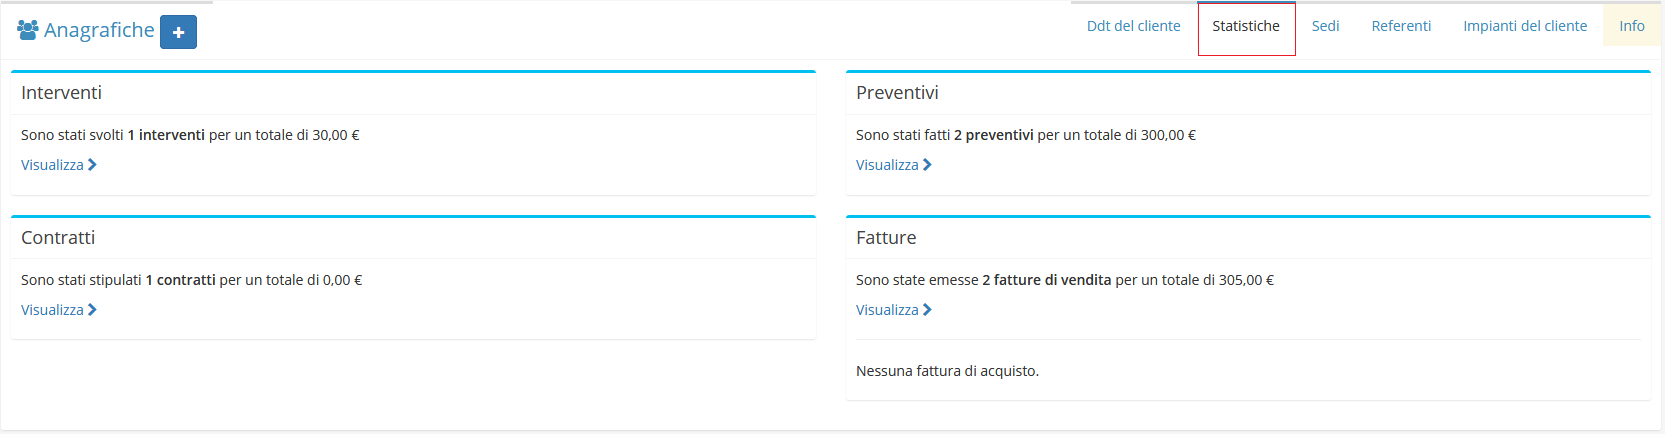 Anagrafiche
Ddt del cliente Statistiche Sedi Referenti Impianti del cliente Info
Interventi
Sono stati svolti 1 interventi per un totale di 30,00 €
Visualizza
Preventivi
Sono stati fatti 2 preventivi per un totale di 300,00 €
Visualizza
Contratti
Sono stati stipulati 1 contratti per un totale di 0,00 €
Visualizza
Fatture
Sono state emesse 2 fatture di vendita per un totale di 305,00 €
Visualizza
Nessuna fattura di acquisto.